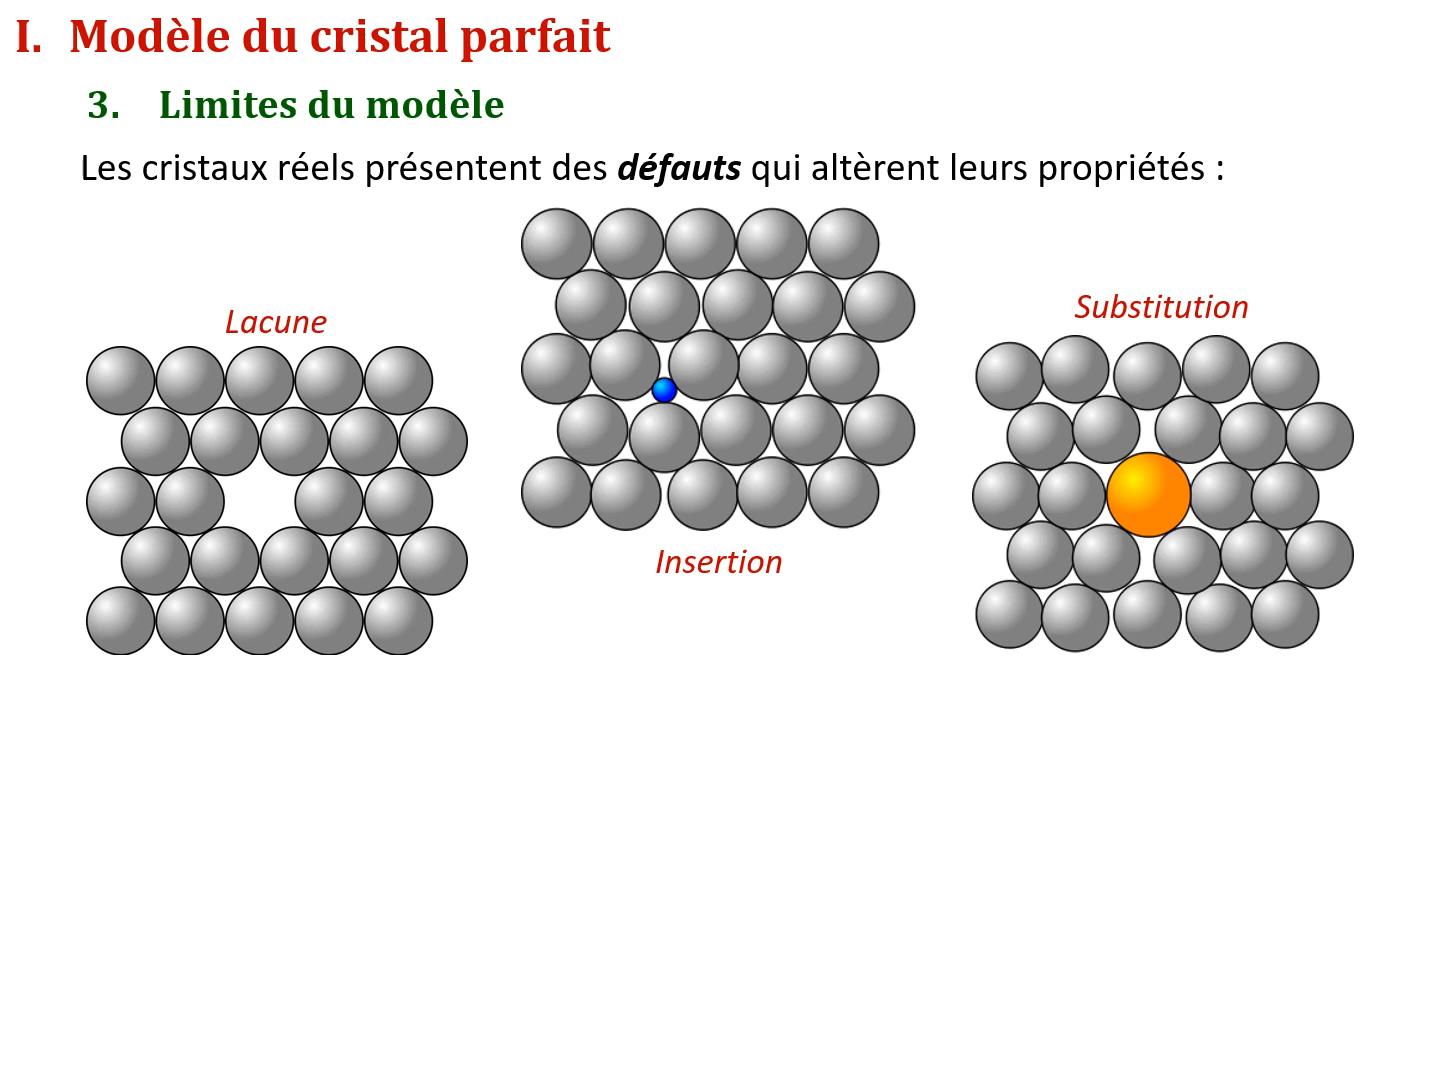 I. Modèle du cristal parfait
3. Limites du modèle
Les cristaux réels présentent des défauts qui altèrent leurs propriétés :
Lacune
Insertion
Substitution